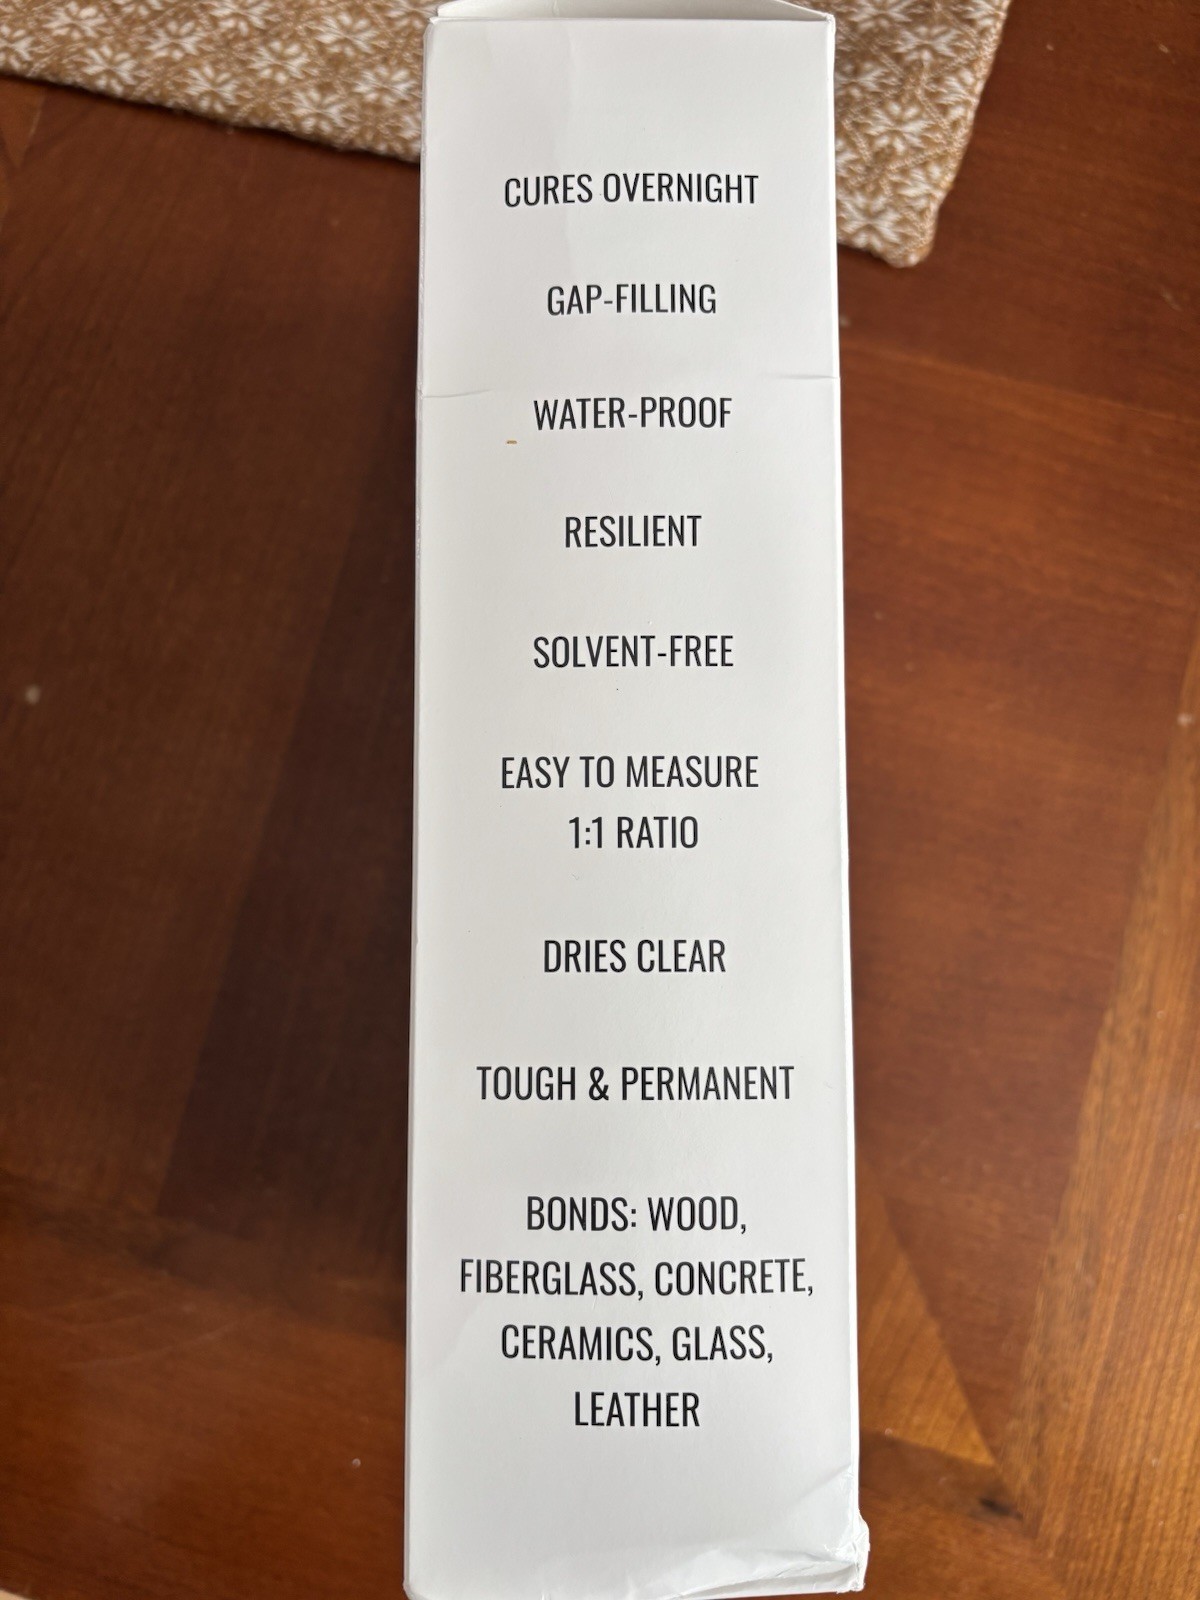 CURES OVERNIGHT
GAP-FILLING
WATER-PROOF
RESILIENT
SOLVENT-FREE
EASY TO MEASURE
1:1 RATIO
DRIES CLEAR
TOUGH & PERMANENT
BONDS: WOOD,
FIBERGLASS, CONCRETE,
CERAMICS, GLASS,
LEATHER